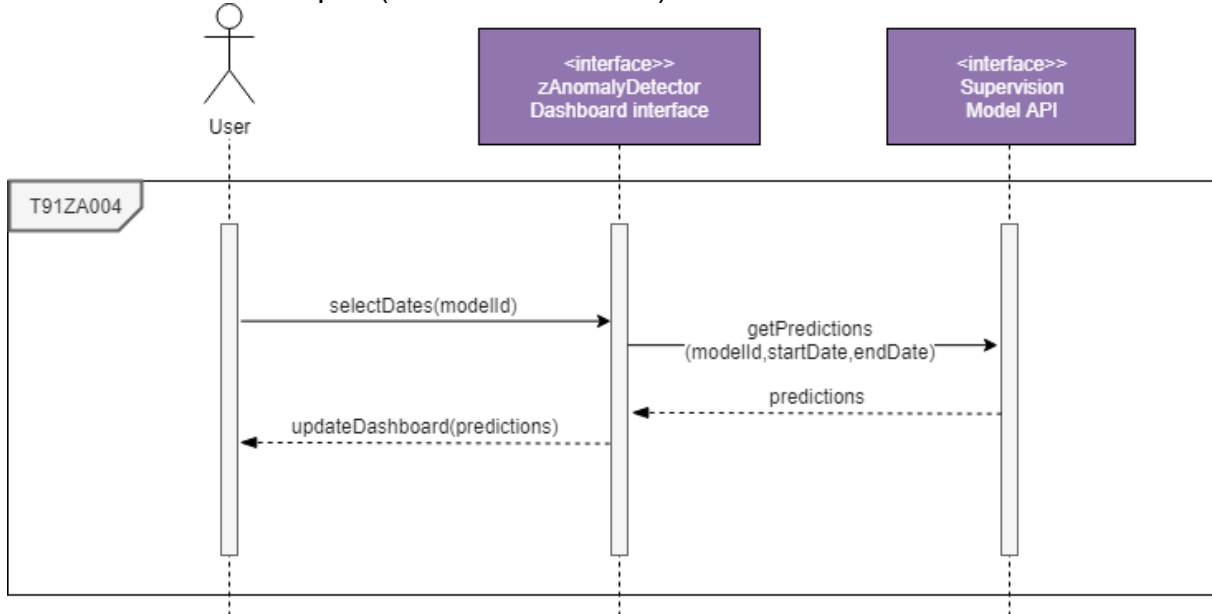 User
<interface>>
zAnomalyDetector
Dashboard interface
<interface>>
Supervision
Model API
T91ZA004
selectDates(modelId)
getPredictions
(modelId,startDate,endDate)
predictions
updateDashboard(predictions)